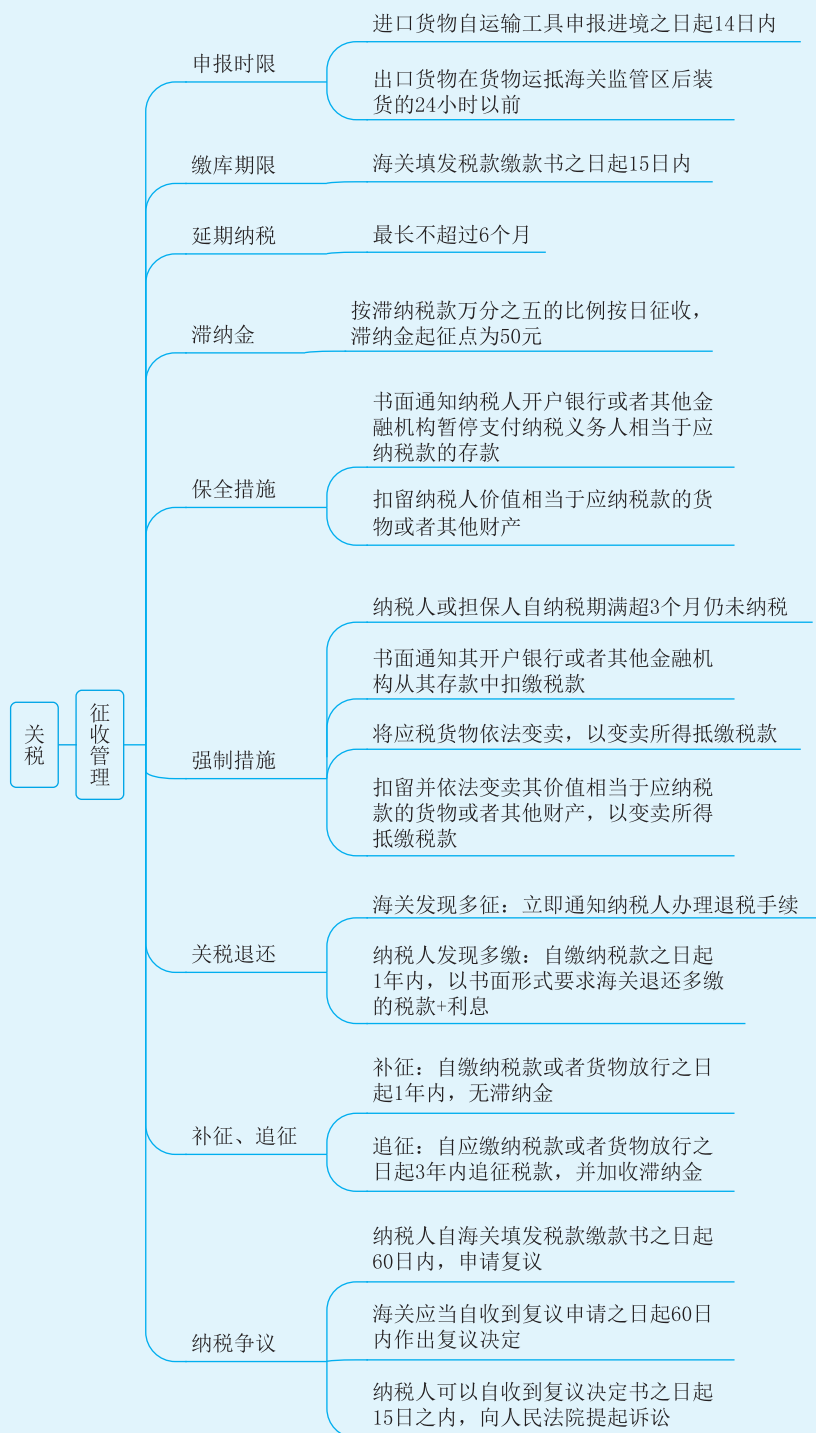 关税
征收管理
申报时限
进口货物自运输工具申报进境之日起14日内
出口货物在货物运抵海关监管区后装
货的24小时以前
缴库期限
海关填发税款缴款书之日起15日内
延期纳税
最长不超过6个月
滞纳金
按滞纳税款万分之五的比例按日征收，
滞纳金起征点为50元
保全措施
书面通知纳税人开户银行或者其他金
融机构暂停支付纳税义务人相当于应
纳税款的存款
扣留纳税人价值相当于应纳税款的货
物或者其他财产
强制措施
纳税人或担保人自纳税期满超3个月仍未纳税
书面通知其开户银行或者其他金融机
构从其存款中扣缴税款
将应税货物依法变卖，以变卖所得抵缴税款
扣留并依法变卖其价值相当于应纳税
款的货物或者其他财产，以变卖所得
抵缴税款
关税退还
海关发现多征：立即通知纳税人办理退税手续
纳税人发现多缴：自缴纳税款之日起
1年内，以书面形式要求海关退还多缴
的税款+利息
补征、追征
补征：自缴纳税款或者货物放行之日
起1年内，无滞纳金
追征：自应缴纳税款或者货物放行之
日起3年内追征税款，并加收滞纳金
纳税争议
纳税人自海关填发税款缴款书之日起
60日内，申请复议
海关应当自收到复议申请之日起60日
内作出复议决定
纳税人可以自收到复议决定书之日起
15日之内，向人民法院提起诉讼